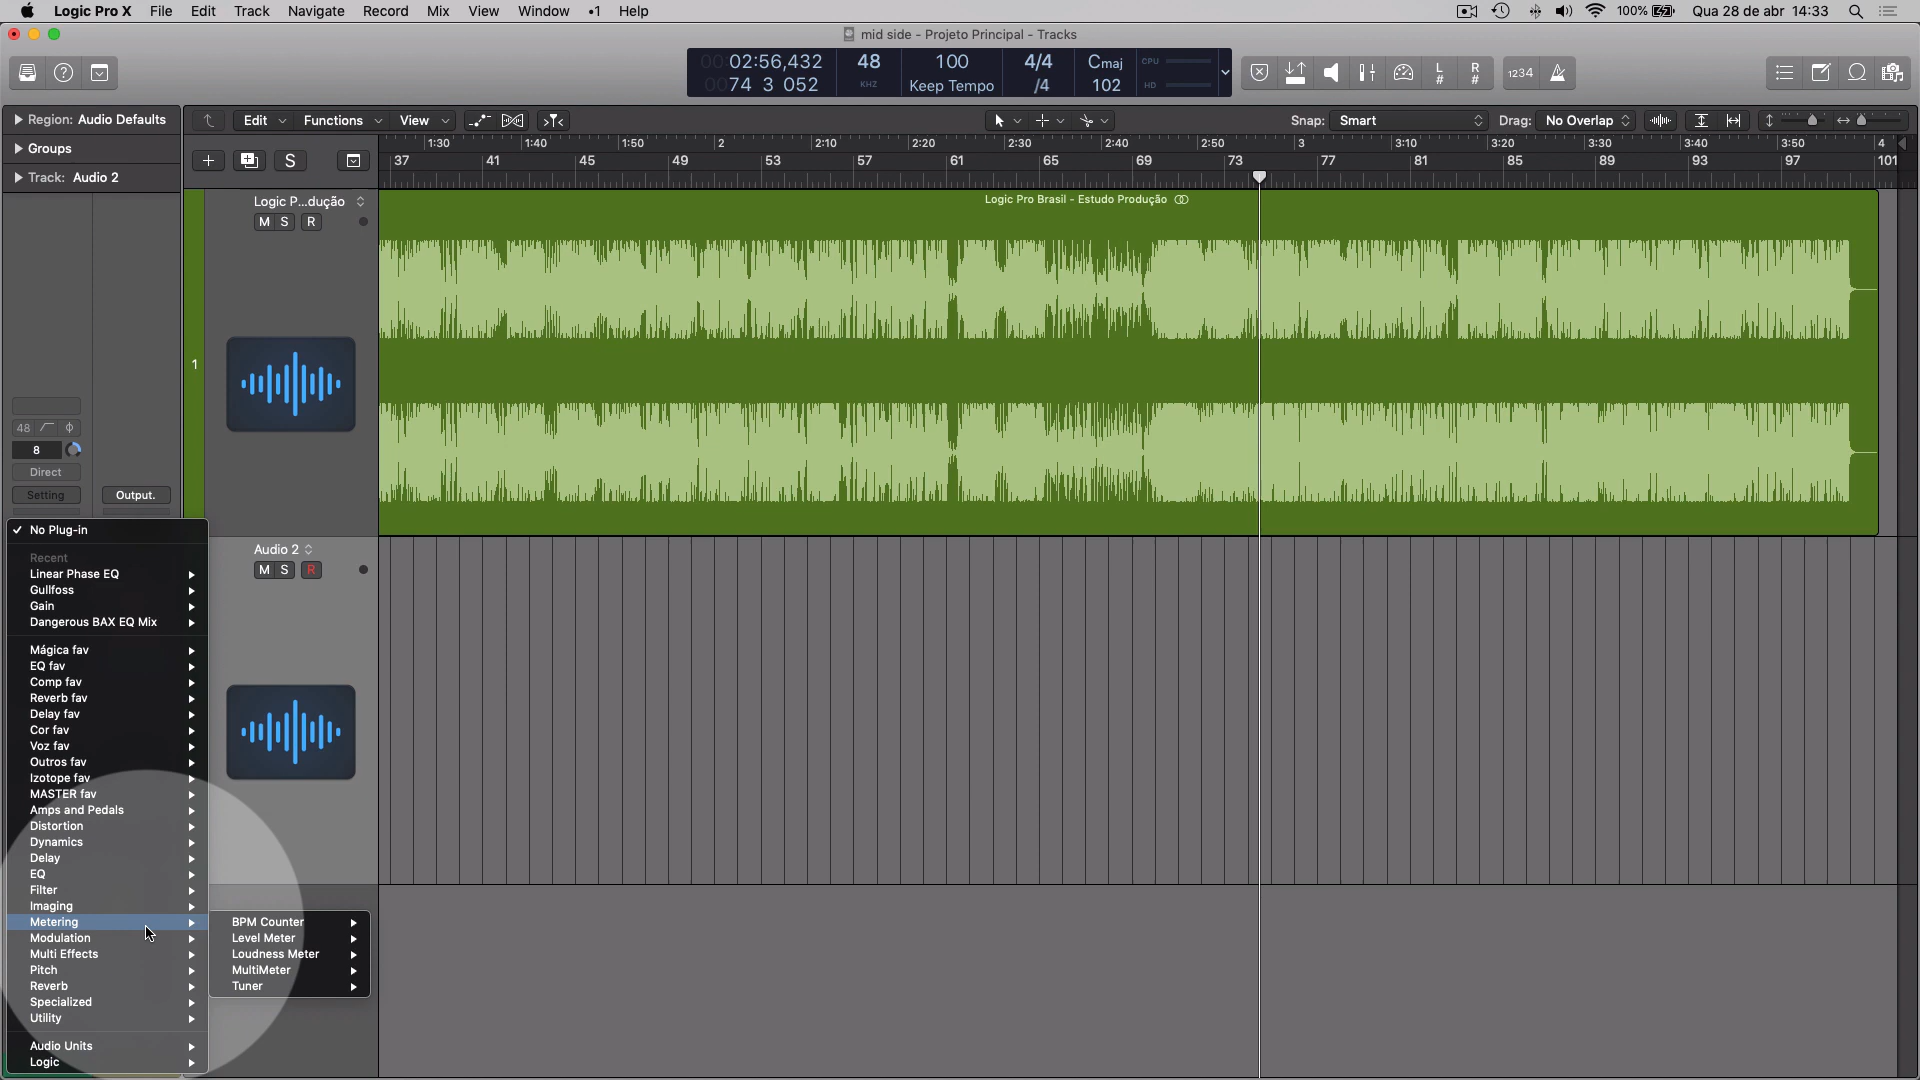 Logic Pro X File Edit Track Navigate Record Mix View Window •1 Help 100% Qua 28 de abr 14:33
mid side - Projeto Principal - Tracks
00:02:56,432 48 100 4/4 Cmaj CPU
0074 3 052 KHZ Keep Tempo /4 102 HD
L # R # 1234
Region: Audio Defaults
Edit Functions View Snap: Smart Drag: No Overlap
Groups
Track: Audio 2
S
1:30 1:40 1:50 2 2:10 2:20 2:30 2:40 2:50 3 3:10 3:20 3:30 3:40 3:50 4
37 41 45 49 53 57 61 65 69 73 77 81 85 89 93 97 101
Logic P...dução
M S R
Logic Pro Brasil - Estudo Produção
1
48
8
Direct
Setting Output.
Audio 2
M S R
No Plug-in
Recent
Linear Phase EQ
Gullfoss
Gain
Dangerous BAX EQ Mix
Mágica fav
EQ fav
Comp fav
Reverb fav
Delay fav
Cor fav
Voz fav
Outros fav
Izotope fav
MASTER fav
Amps and Pedals
Distortion
Dynamics
Delay
EQ
Filter
Imaging
Metering
Modulation
Multi Effects
Pitch
Reverb
Specialized
Utility
Audio Units
Logic
BPM Counter
Level Meter
Loudness Meter
MultiMeter
Tuner